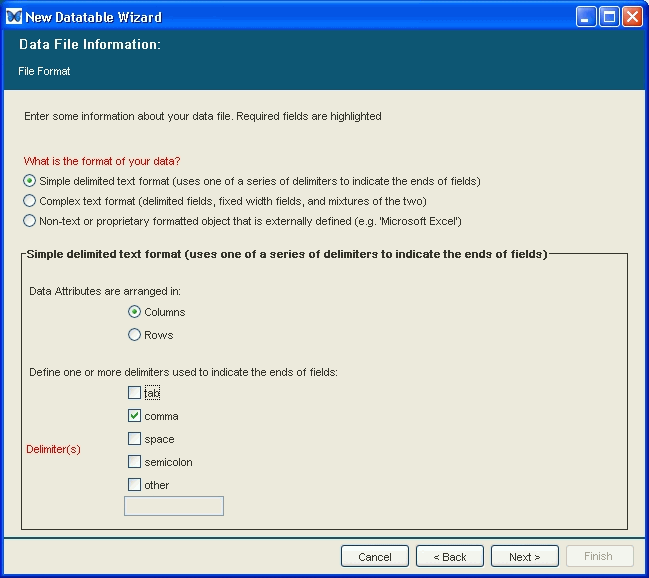 New Datatable Wizard
Data File Information:
File Format
Enter some information about your data file. Required fields are highlighted
What is the format of your data?
Simple delimited text format (uses one of a series of delimiters to indicate the ends of fields)
Complex text format (delimited fields, fixed width fields, and mixtures of the two)
Non-text or proprietary formatted object that is externally defined (e.g. 'Microsoft Excel')
Simple delimited text format (uses one of a series of delimiters to indicate the ends of fields)
Data Attributes are arranged in:
Columns
Rows
Define one or more delimiters used to indicate the ends of fields:
tab
comma
space
Delimiter(s)
semicolon
other
Cancel < Back Next > Finish